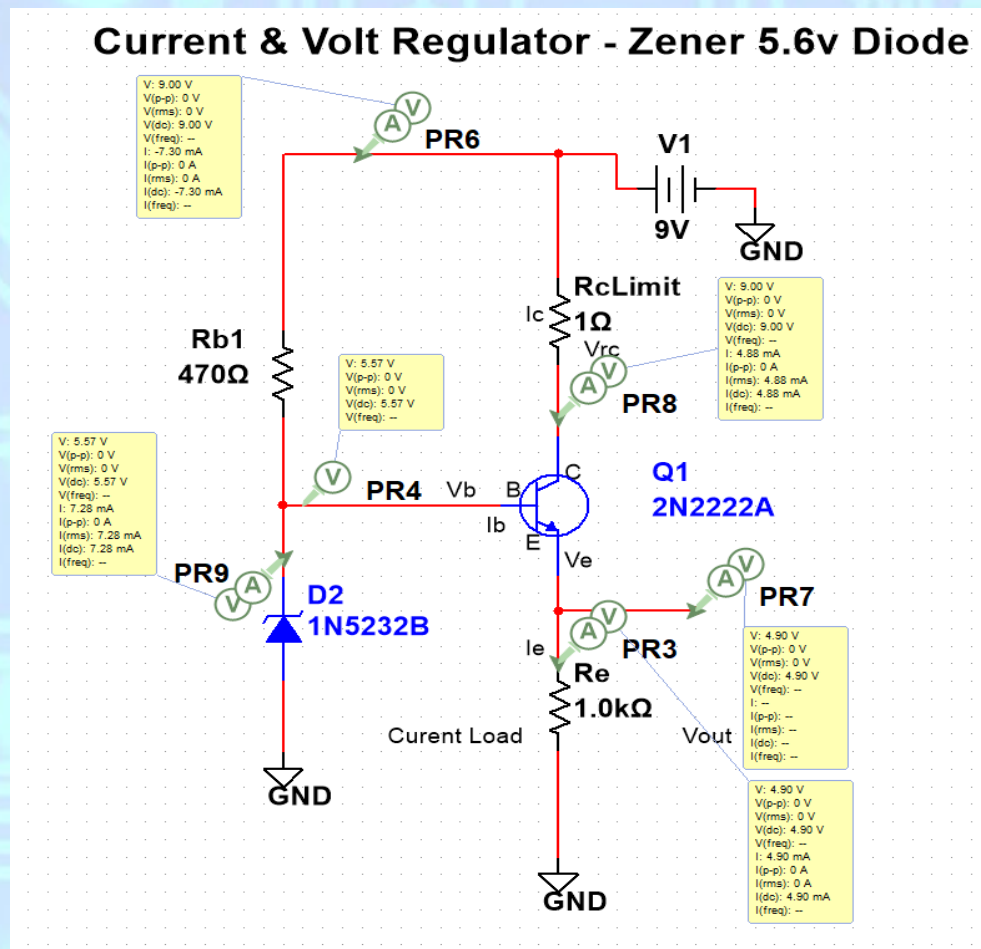 Current & Volt Regulator - Zener 5.6v Diode
V: 9.00 V
V(p-p): 0 V
V(rms): 0 V
V(dc): 9.00 V
V(freq): --
I: -7.30 mA
I(p-p): 0 A
I(rms): 0 A
I(dc): -7.30 mA
I(freq): --
V
A
PR6
V1
9V
GND
RcLimit
Ic
1Ω
Vrc
V: 9.00 V
V(p-p): 0 V
V(rms): 0 V
V(dc): 9.00 V
V(freq): --
I: 4.88 mA
I(p-p): 0 A
I(rms): 4.88 mA
I(dc): 4.88 mA
I(freq): --
Rb1
470Ω
V: 5.57 V
V(p-p): 0 V
V(rms): 0 V
V(dc): 5.57 V
V(freq): --
V
A
PR8
V: 5.57 V
V(p-p): 0 V
V(rms): 0 V
V(dc): 5.57 V
V(freq): --
I: 7.28 mA
I(p-p): 0 A
I(rms): 7.28 mA
I(dc): 7.28 mA
I(freq): --
V
PR4
Vb
B
C
Ib
E
Q1
2N2222A
Ve
PR9
A
V
D2
1N5232B
V
A
PR7
Ie
V
A
PR3
Re
1.0kΩ
Curent Load
Vout
V: 4.90 V
V(p-p): 0 V
V(rms): 0 V
V(dc): 4.90 V
V(freq): --
I: --
I(p-p): --
I(rms): --
I(dc): --
I(freq): --
GND
V: 4.90 V
V(p-p): 0 V
V(rms): 0 V
V(dc): 4.90 V
V(freq): --
I: 4.90 mA
I(p-p): 0 A
I(rms): 0 A
I(dc): 4.90 mA
I(freq): --
GND